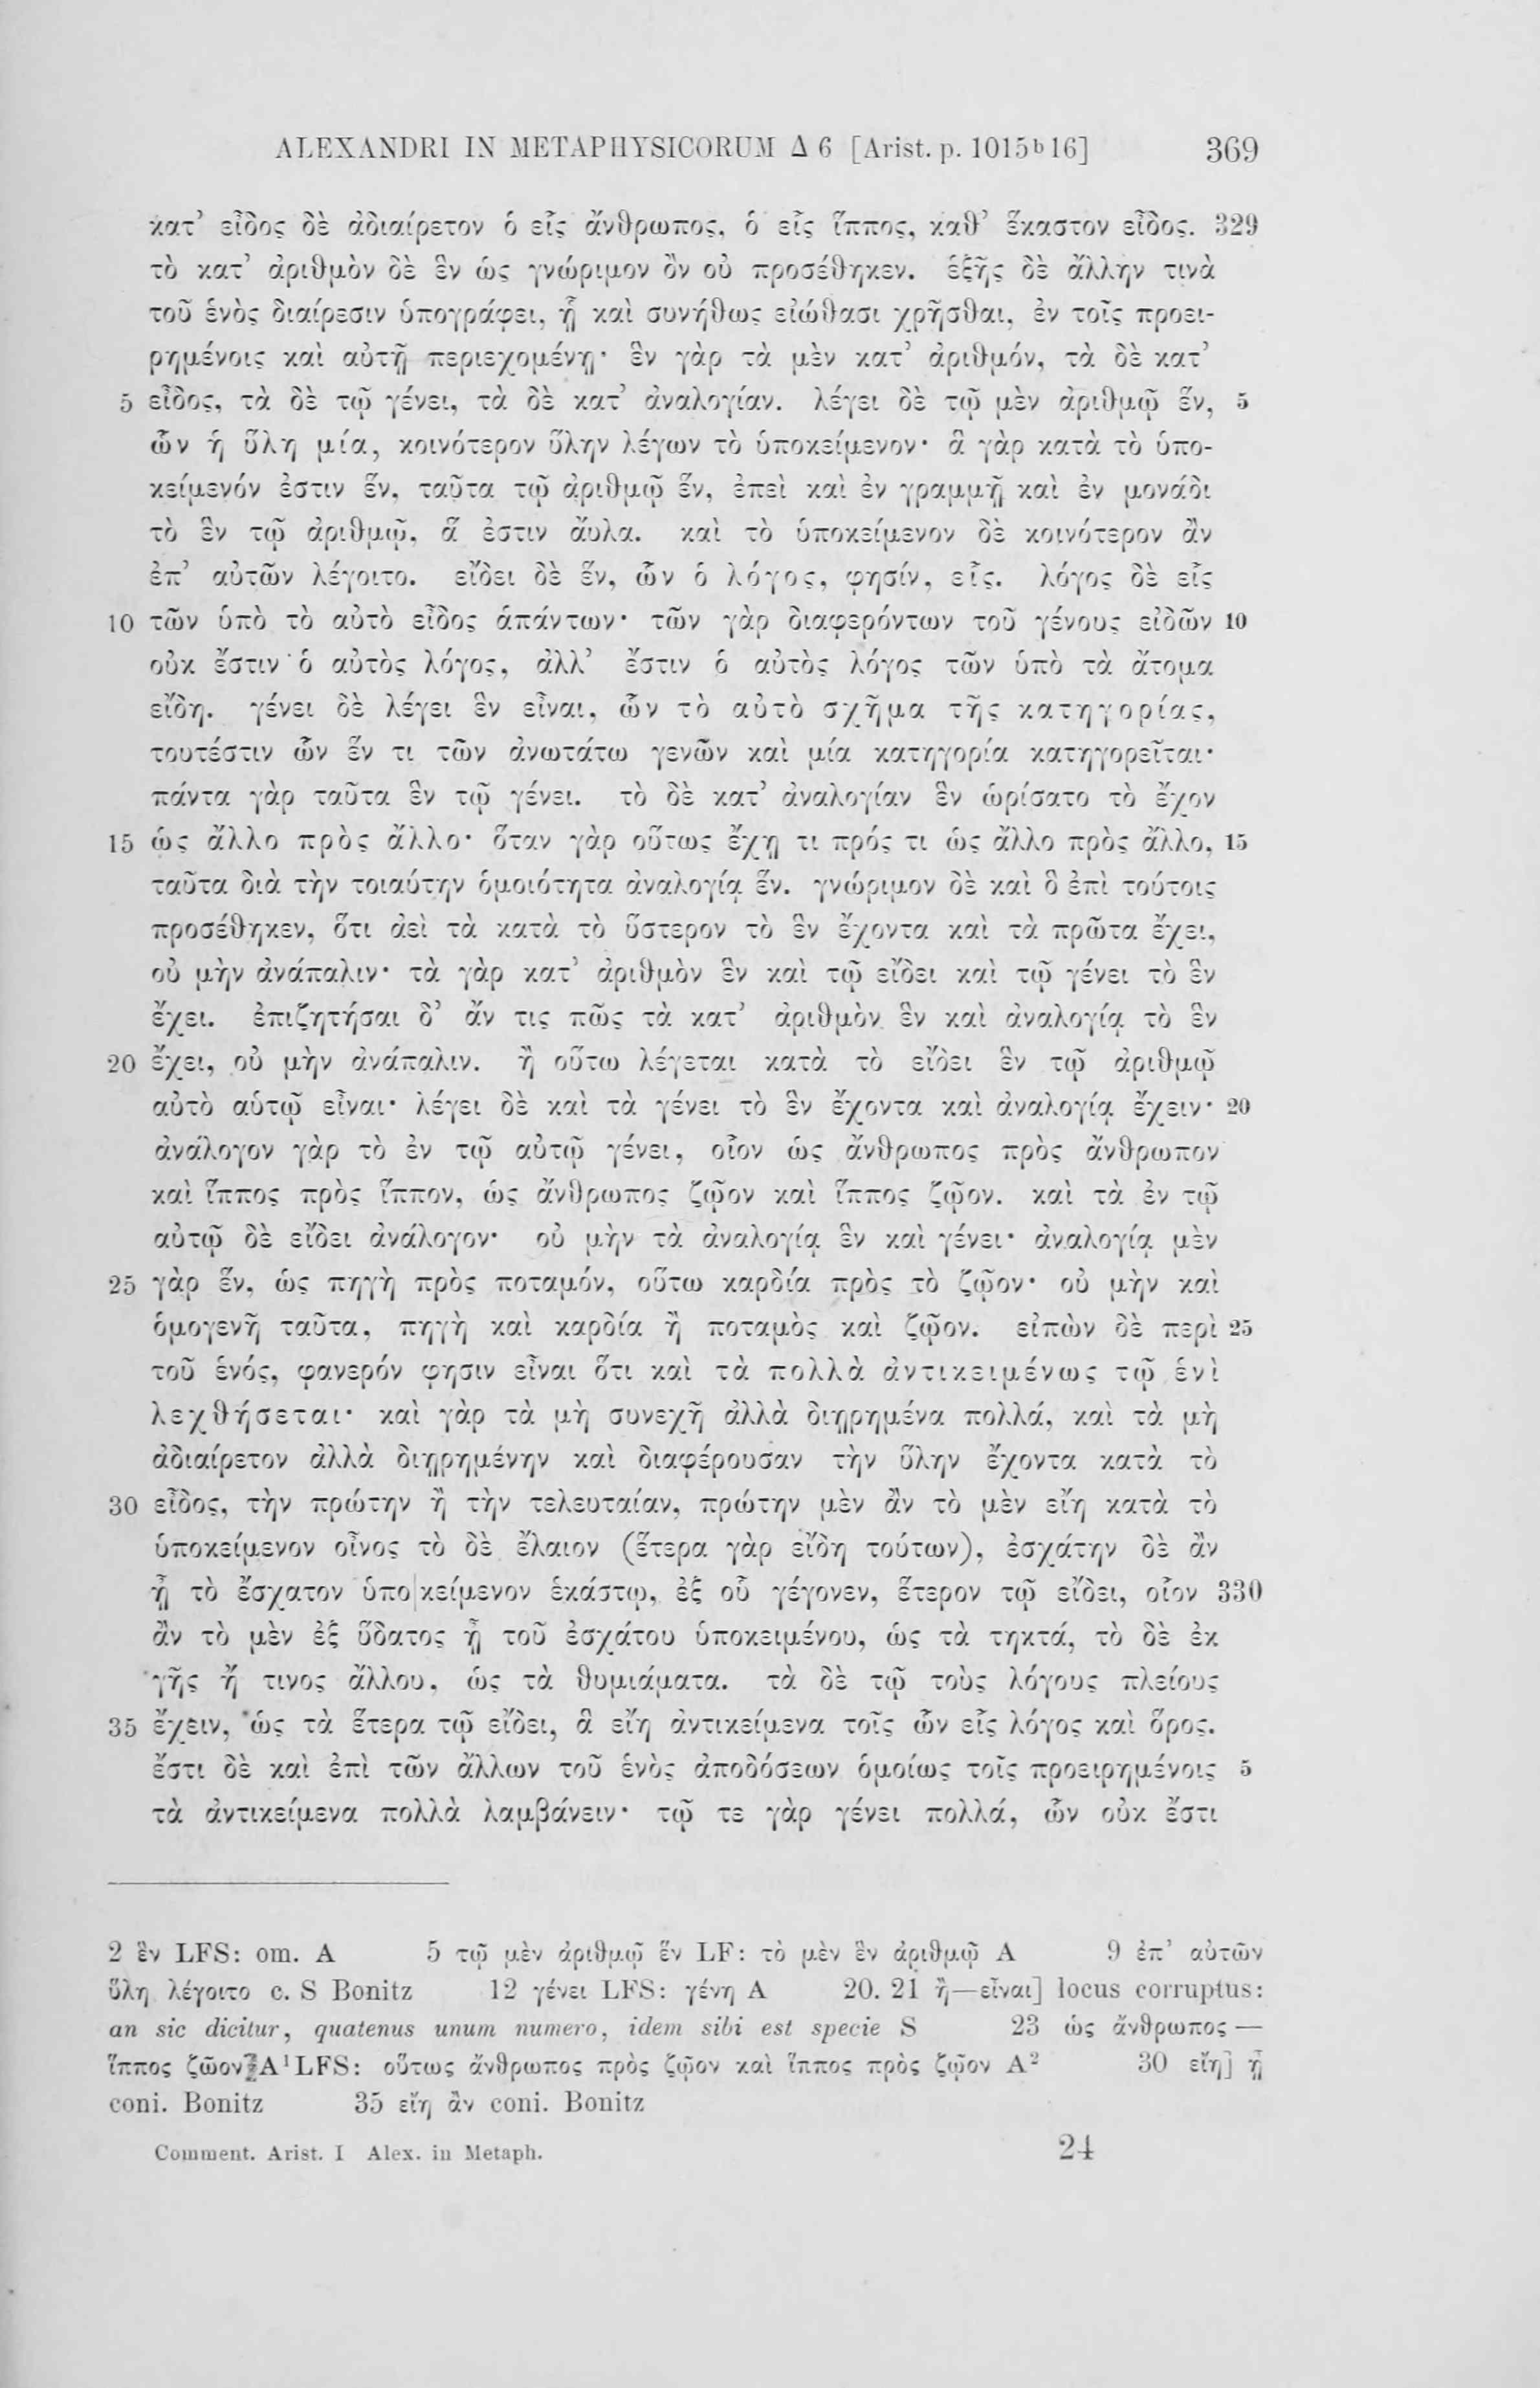 ALEXANDRI IN METAPHYSICORUM Δ 6 [Arist. p. 1015ᵇ16] 369
κατ’ εἶδος δὲ ἀδιαίρετον ὁ εἷς ἄνθρωπος, ὁ εἷς ἵππος, καθ’ ἕκαστον εἶδος. 329
τὸ κατ’ ἀριθμὸν δὲ ἓν ὡς γνώριμον ὂν οὐ προσέθηκεν. ἑξῆς δὲ ἄλλην τινὰ
τοῦ ἑνὸς διαίρεσιν ὑπογράφει, ᾗ καὶ συνήθως εἰώθασι χρῆσθαι, ἐν τοῖς προει-
ρημένοις καὶ αὐτῇ περιεχομένῃ· ἓν γὰρ τὰ μὲν κατ’ ἀριθμόν, τὰ δὲ κατ’
5 εἶδος, τὰ δὲ τῷ γένει, τὰ δὲ κατ’ ἀναλογίαν. λέγει δὲ τῷ μὲν ἀριθμῷ ἕν, 5
ὧν ἡ ὕλη μία, κοινότερον ὕλην λέγων τὸ ὑποκείμενον· ἃ γὰρ κατὰ τὸ ὑπο-
κείμενόν ἐστιν ἕν, ταῦτα τῷ ἀριθμῷ ἕν, ἐπεὶ καὶ ἐν γραμμῇ καὶ ἐν μονάδι
τὸ ἓν τῷ ἀριθμῷ, ἅ ἐστιν ἄυλα. καὶ τὸ ὑποκείμενον δὲ κοινότερον ἂν
ἐπ’ αὐτῶν λέγοιτο. εἴδει δὲ ἕν, ὧν ὁ λόγος, φησίν, εἷς. λόγος δὲ εἷς
10 τῶν ὑπὸ τὸ αὐτὸ εἶδος ἁπάντων· τῶν γὰρ διαφερόντων τοῦ γένους εἰδῶν 10
οὐκ ἔστιν ὁ αὐτὸς λόγος, ἀλλ’ ἔστιν ὁ αὐτὸς λόγος τῶν ὑπὸ τὰ ἄτομα
εἴδη. γένει δὲ λέγει ἓν εἶναι, ὧν τὸ αὐτὸ σχῆμα τῆς κατηγορίας,
τουτέστιν ὧν ἕν τι τῶν ἀνωτάτω γενῶν καὶ μία κατηγορία κατηγορεῖται·
πάντα γὰρ ταῦτα ἓν τῷ γένει. τὸ δὲ κατ’ ἀναλογίαν ἓν ὡρίσατο τὸ ἔχον
15 ὡς ἄλλο πρὸς ἄλλο· ὅταν γὰρ οὕτως ἔχῃ τι πρός τι ὡς ἄλλο πρὸς ἄλλο, 15
ταῦτα διὰ τὴν τοιαύτην ὁμοιότητα ἀναλογίᾳ ἕν. γνώριμον δὲ καὶ ὃ ἐπὶ τούτοις
προσέθηκεν, ὅτι ἀεὶ τὰ κατὰ τὸ ὕστερον τὸ ἓν ἔχοντα καὶ τὰ πρῶτα ἔχει,
οὐ μὴν ἀνάπαλιν· τὰ γὰρ κατ’ ἀριθμὸν ἓν καὶ τῷ εἴδει καὶ τῷ γένει τὸ ἓν
ἔχει. ἐπιζητήσαι δ’ ἄν τις πῶς τὰ κατ’ ἀριθμὸν ἓν καὶ ἀναλογίᾳ τὸ ἓν
20 ἔχει, οὐ μὴν ἀνάπαλιν. ἢ οὕτω λέγεται κατὰ τὸ εἴδει ἓν τῷ ἀριθμῷ
αὐτὸ αὑτῷ εἶναι· λέγει δὲ καὶ τὰ γένει τὸ ἓν ἔχοντα καὶ ἀναλογίᾳ ἔχειν· 20
ἀνάλογον γὰρ τὸ ἐν τῷ αὐτῷ γένει, οἷον ὡς ἄνθρωπος πρὸς ἄνθρωπον
καὶ ἵππος πρὸς ἵππον, ὡς ἄνθρωπος ζῷον καὶ ἵππος ζῷον. καὶ τὰ ἐν τῷ
αὐτῷ δὲ εἴδει ἀνάλογον· οὐ μὴν τὰ ἀναλογίᾳ ἓν καὶ γένει· ἀναλογίᾳ μὲν
25 γὰρ ἕν, ὡς πηγὴ πρὸς ποταμόν, οὕτω καρδία πρὸς τὸ ζῷον· οὐ μὴν καὶ
ὁμογενῆ ταῦτα, πηγὴ καὶ καρδία ἢ ποταμὸς καὶ ζῷον. εἰπὼν δὲ περὶ 25
τοῦ ἑνός, φανερόν φησιν εἶναι ὅτι καὶ τὰ πολλὰ ἀντικειμένως τῷ ἑνὶ
λεχθήσεται· καὶ γὰρ τὰ μὴ συνεχῆ ἀλλὰ διῃρημένα πολλά, καὶ τὰ μὴ
ἀδιαίρετον ἀλλὰ διῃρημένην καὶ διαφέρουσαν τὴν ὕλην ἔχοντα κατὰ τὸ
30 εἶδος, τὴν πρώτην ἢ τὴν τελευταίαν, πρώτην μὲν ἂν τὸ μὲν εἴη κατὰ τὸ
ὑποκείμενον οἶνος τὸ δὲ ἔλαιον (ἕτερα γὰρ εἴδη τούτων), ἐσχάτην δὲ ἂν
ᾖ τὸ ἔσχατον ὑπο|κείμενον ἑκάστῳ, ἐξ οὗ γέγονεν, ἕτερον τῷ εἴδει, οἷον 330
ἂν τὸ μὲν ἐξ ὕδατος ᾖ τοῦ ἐσχάτου ὑποκειμένου, ὡς τὰ τηκτά, τὸ δὲ ἐκ
γῆς ἤ τινος ἄλλου, ὡς τὰ θυμιάματα. τὰ δὲ τῷ τοὺς λόγους πλείους
35 ἔχειν, ὡς τὰ ἕτερα τῷ εἴδει, ἃ εἴη ἀντικείμενα τοῖς ὧν εἷς λόγος καὶ ὅρος.
ἔστι δὲ καὶ ἐπὶ τῶν ἄλλων τοῦ ἑνὸς ἀποδόσεων ὁμοίως τοῖς προειρημένοις 5
τὰ ἀντικείμενα πολλὰ λαμβάνειν· τῷ τε γὰρ γένει πολλά, ὧν οὐκ ἔστι
2 ἓν LFS: om. A 5 τῷ μὲν ἀριθμῷ ἕν LF: τὸ μὲν ἓν ἀριθμῷ A 9 ἐπ’ αὐτῶν
ὕλη λέγοιτο c. S Bonitz 12 γένει LFS: γένη A 20. 21 ἢ—εἶναι] locus corruptus:
an sic dicitur, quatenus unum numero, idem sibi est specie S 23 ὡς ἄνθρωπος —
ἵππος ζῶον] A¹LFS: οὕτως ἄνθρωπος πρὸς ζῷον καὶ ἵππος πρὸς ζῷον A² 30 εἴη] ᾖ
coni. Bonitz 35 εἴη ἂν coni. Bonitz
Comment. Arist. I Alex. in Metaph. 24